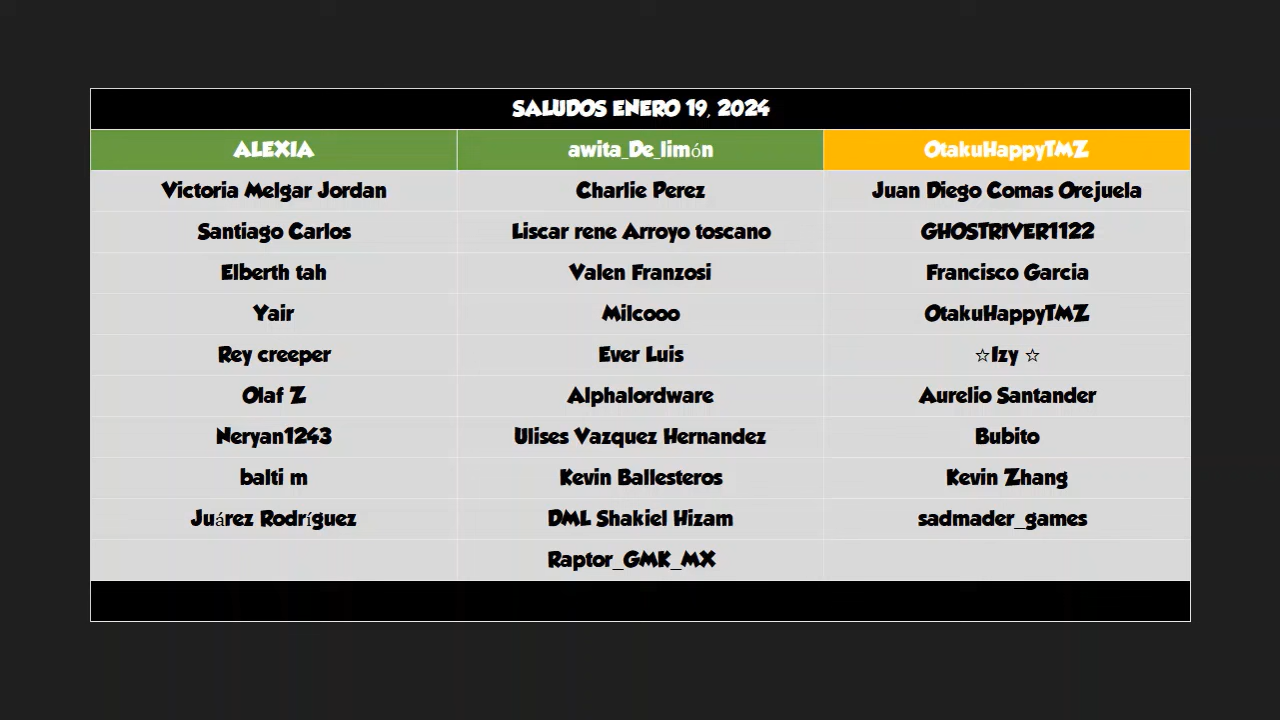 SALUDOS ENERO 19, 2024
ALEXIA awita_De_limón OtakuHappyTMZ
Victoria Melgar Jordan Charlie Perez Juan Diego Comas Orejuela
Santiago Carlos Liscar rene Arroyo toscano GHOSTRIVER1122
Elberth tah Valen Franzosi Francisco Garcia
Yair Milcooo OtakuHappyTMZ
Rey creeper Ever Luis ☆Izy ☆
Olaf Z Alphalordware Aurelio Santander
Neryan1243 Ulises Vazquez Hernandez Bubito
balti m Kevin Ballesteros Kevin Zhang
Juárez Rodríguez DML Shakiel Hizam sadmader_games
Raptor_GMK_MX